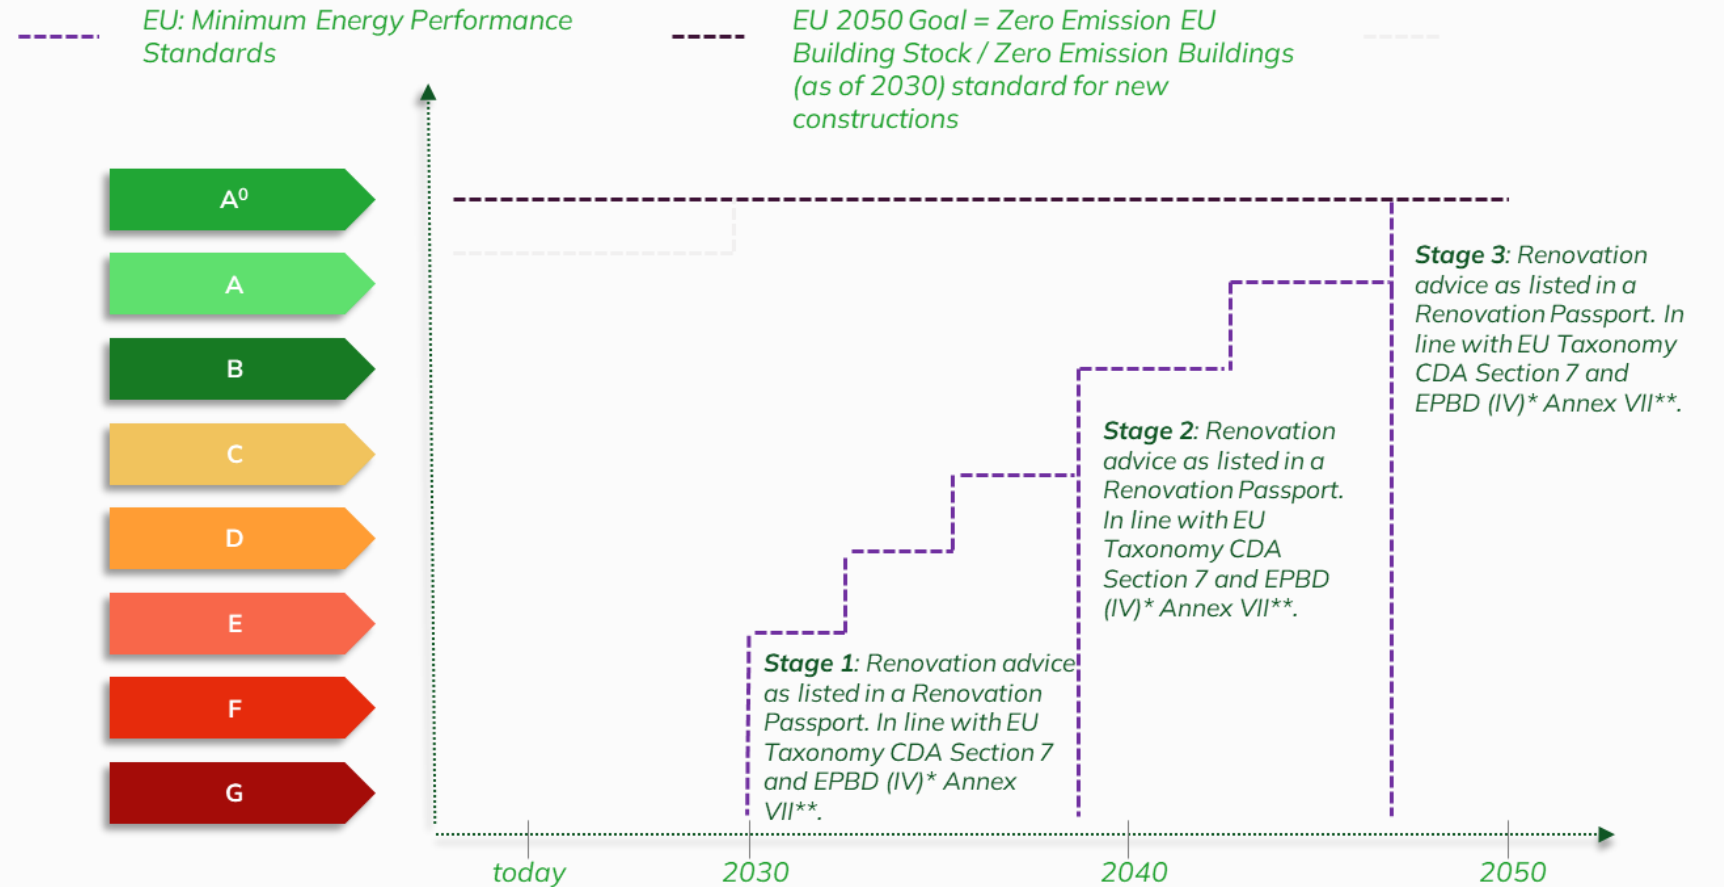 EU: Minimum Energy Performance
Standards
EU 2050 Goal = Zero Emission EU
Building Stock / Zero Emission Buildings
(as of 2030) standard for new
constructions
A⁰
A
B
C
D
E
F
G
Stage 1: Renovation advice
as listed in a Renovation
Passport. In line with EU
Taxonomy CDA Section 7
and EPBD (IV)* Annex
VII**.
Stage 2: Renovation
advice as listed in a
Renovation Passport.
In line with EU
Taxonomy CDA
Section 7 and EPBD
(IV)* Annex VII**.
Stage 3: Renovation
advice as listed in a
Renovation Passport. In
line with EU Taxonomy
CDA Section 7 and
EPBD (IV)* Annex VII**.
today
2030
2040
2050